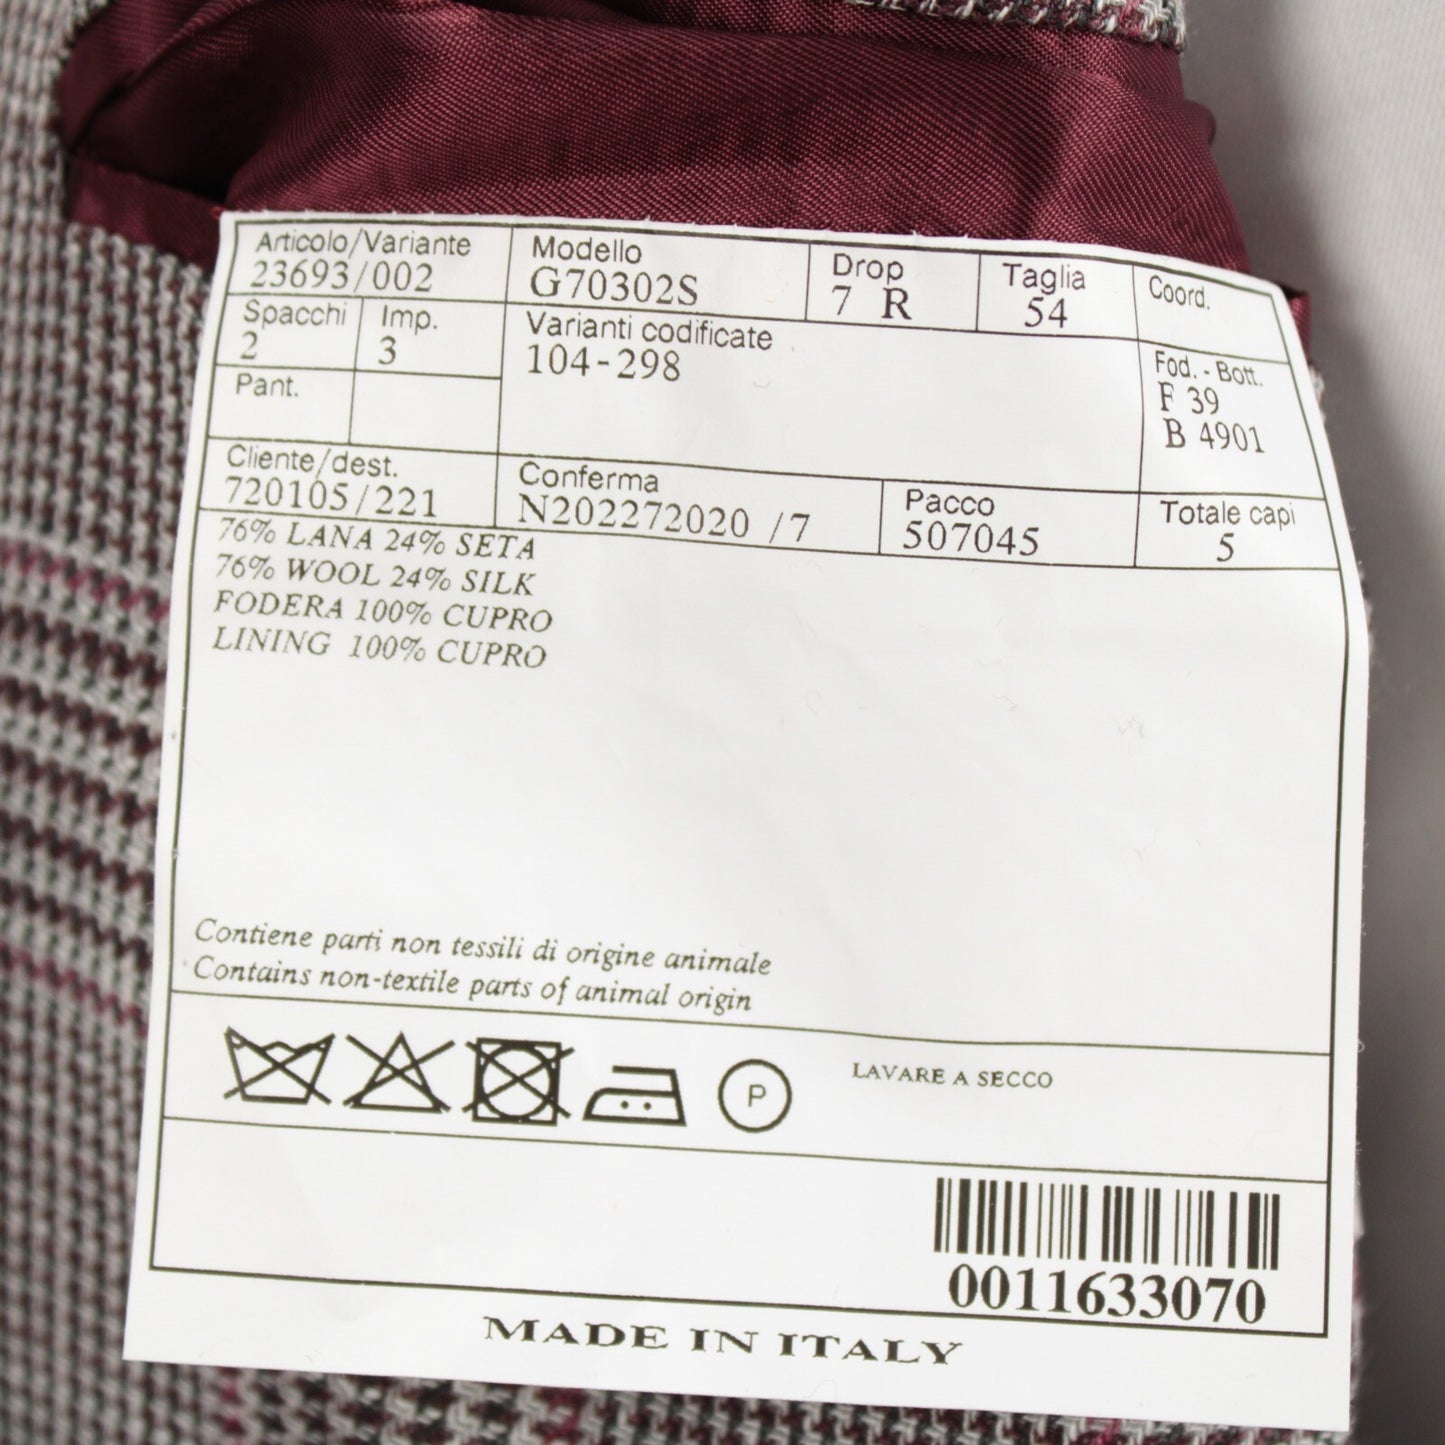 Articolo/Variante Modello Drop Taglia Coord.
23693/002 G70302S 7 R 54
Spacchi Imp. Varianti codificate Fod. - Bott.
2 3 104-298 F 39
Pant. B 4901
Cliente/dest. Conferma Pacco Totale capi
720105/221 N202272020 /7 507045 5
76% LANA 24% SETA
76% WOOL 24% SILK
FODERA 100% CUPRO
LINING 100% CUPRO
Contiene parti non tessili di origine animale
Contains non-textile parts of animal origin
P LAVARE A SECCO
0011633070
MADE IN ITALY